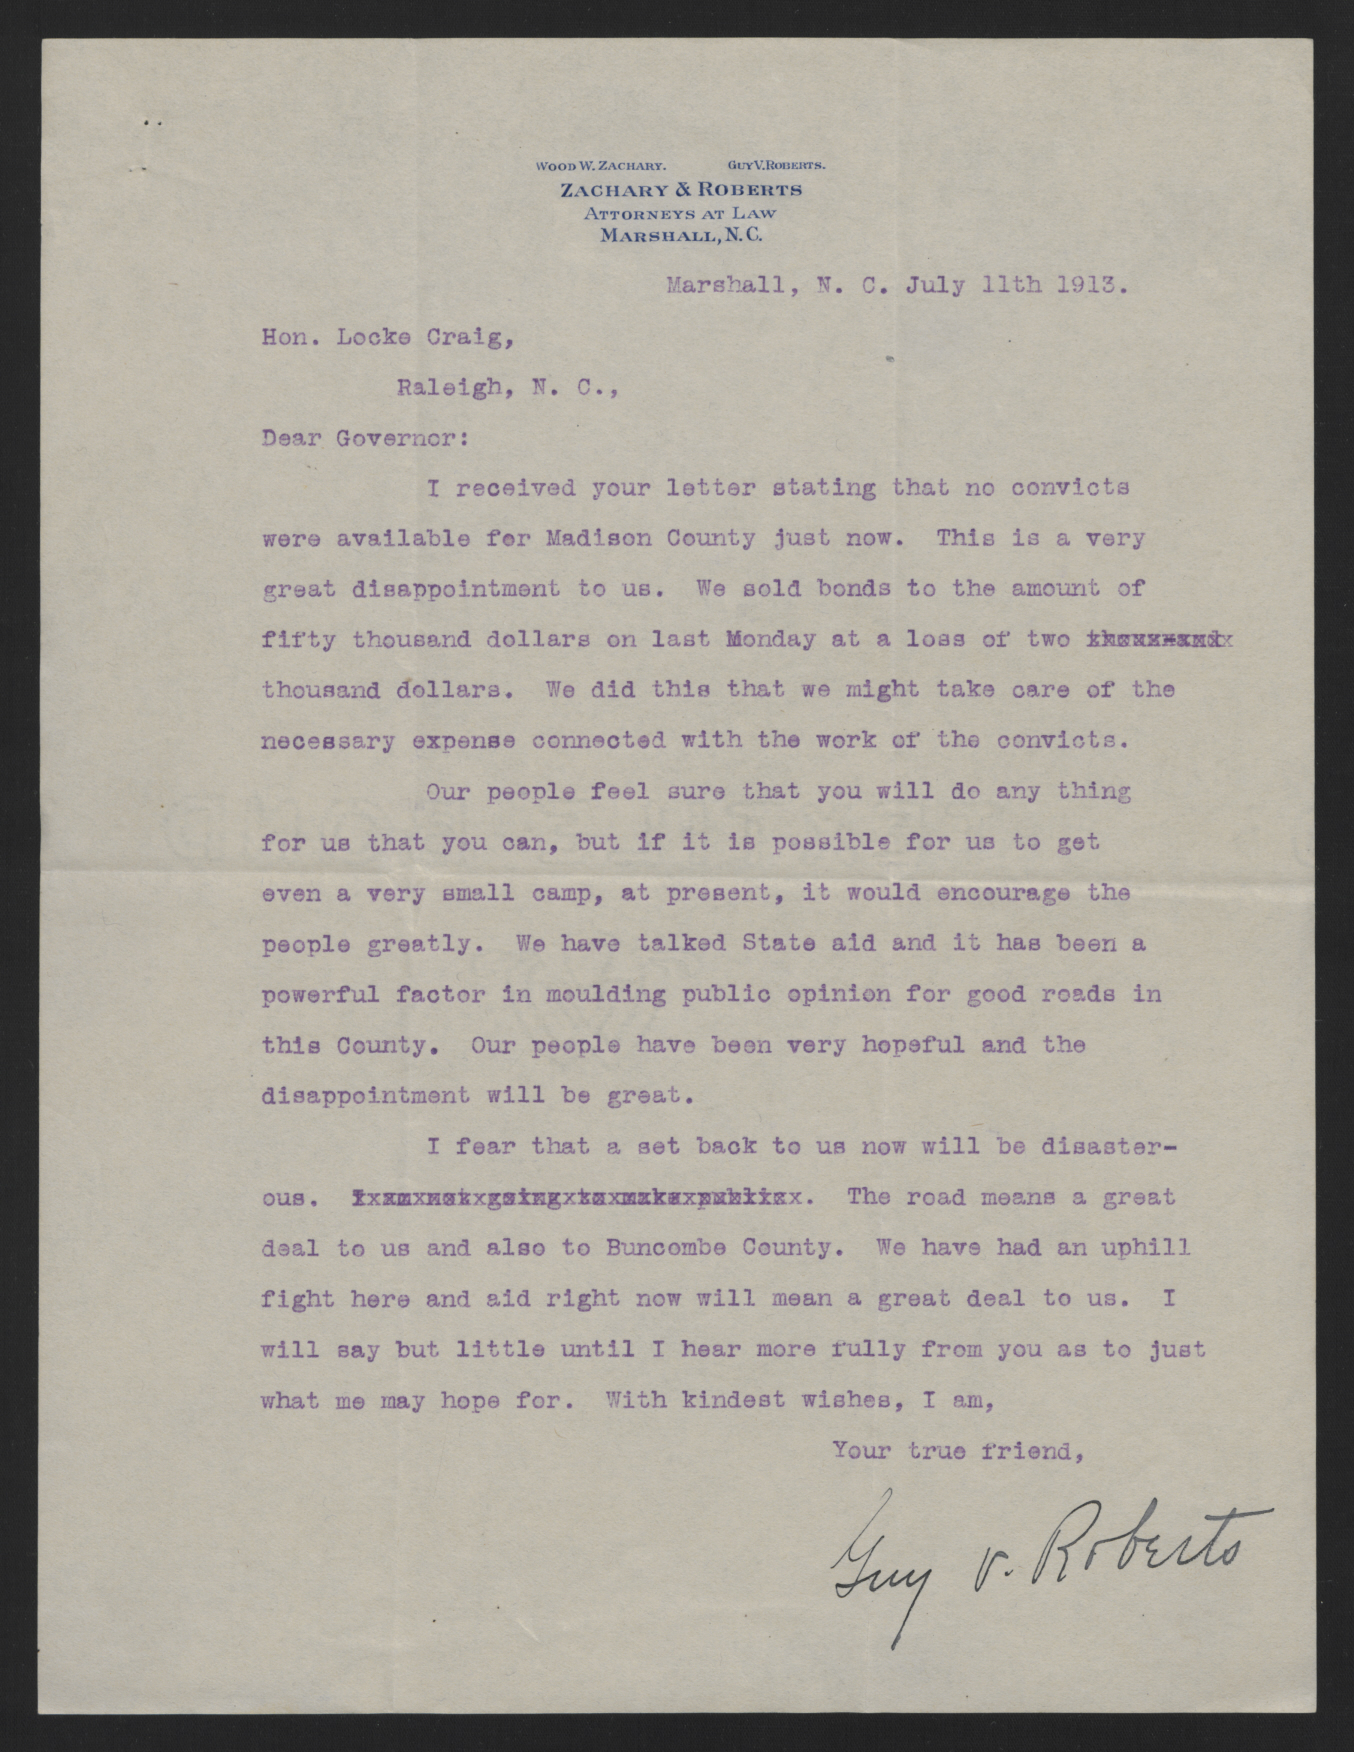 WOOD W. ZACHARY. GUY V. ROBERTS.
ZACHARY & ROBERTS
ATTORNEYS AT LAW
MARSHALL, N. C.
Marshall, N. C. July 11th 1913.
Hon. Locke Craig,
Raleigh, N. C.,
Dear Governor:
I received your letter stating that no convicts
were available for Madison County just now. This is a very
great disappointment to us. We sold bonds to the amount of
fifty thousand dollars on last Monday at a loss of two
thousand dollars. We did this that we might take care of the
necessary expense connected with the work of the convicts.
Our people feel sure that you will do any thing
for us that you can, but if it is possible for us to get
even a very small camp, at present, it would encourage the
people greatly. We have talked State aid and it has been a
powerful factor in moulding public opinion for good roads in
this County. Our people have been very hopeful and the
disappointment will be great.
I fear that a set back to us now will be disaster-
ous. . The road means a great
deal to us and also to Buncombe County. We have had an uphill
fight here and aid right now will mean a great deal to us. I
will say but little until I hear more fully from you as to just
what me may hope for. With kindest wishes, I am,
Your true friend,
Guy V. Roberts